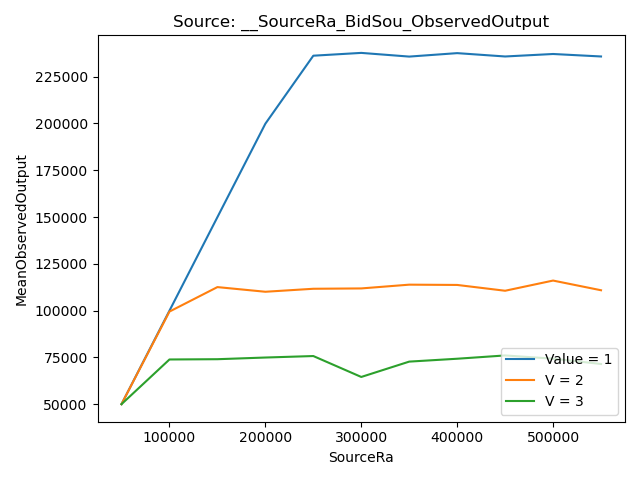 Source: __SourceRa_BidSou_ObservedOutput
MeanObservedOutput
225000
200000
175000
150000
125000
100000
75000
50000
Value = 1
V = 2
V = 3
100000 200000 300000 400000 500000
SourceRa